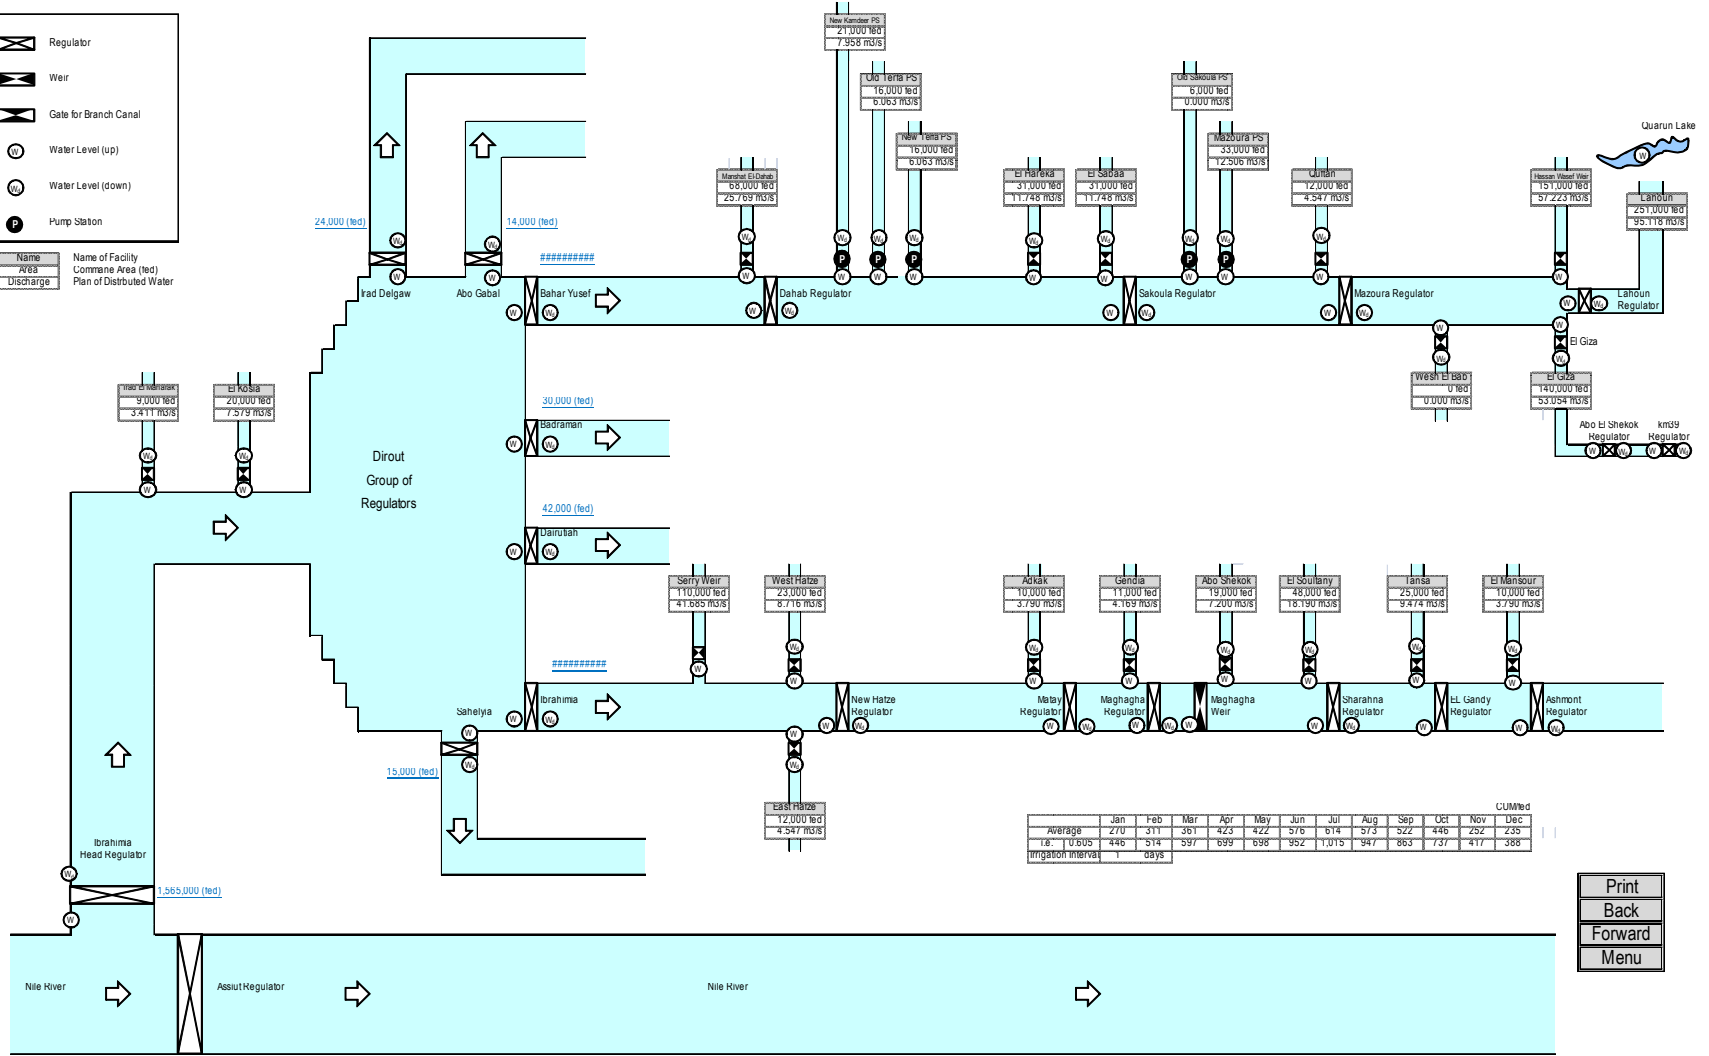 Regulator
Weir
Gate for Branch Canal
W Water Level (up)
Wd Water Level (down)
P Pump Station
Name Name of Facility
Area Commane Area (fed)
Discharge Plan of Distributed Water
New Kamdeer PS
21,000 fed
7.958 m3/s
Old Terfa PS
16,000 fed
6.063 m3/s
New Terfa PS
16,000 fed
6.063 m3/s
Old Sakoula PS
6,000 fed
0.000 m3/s
Mazoura PS
33,000 fed
12.506 m3/s
Manshat El-Dahab
68,000 fed
25.769 m3/s
El Hareka
31,000 fed
11.748 m3/s
El Sabaa
31,000 fed
11.748 m3/s
Quftan
12,000 fed
4.547 m3/s
Hassan Wasef Weir
151,000 fed
57.223 m3/s
Quarun Lake
Lahoun
251,000 fed
95.118 m3/s
24,000 (fed)
14,000 (fed)
##########
Irad Delgaw
Abo Gabal
Bahar Yusef
Dahab Regulator
Sakoula Regulator
Mazoura Regulator
Lahoun
Regulator
El Giza
Wesh El Bab
0 fed
0.000 m3/s
El Giza
140,000 fed
53.054 m3/s
Abo El Shekok
Regulator
km39
Regulator
Irad El Maharak
9,000 fed
3.411 m3/s
El Kosia
20,000 fed
7.579 m3/s
30,000 (fed)
Badraman
Dirout
Group of
Regulators
42,000 (fed)
Dairutiah
Serry Weir
110,000 fed
41.685 m3/s
West Hafze
23,000 fed
8.716 m3/s
Adkak
10,000 fed
3.790 m3/s
Gendia
11,000 fed
4.169 m3/s
Abo Shekok
19,000 fed
7.200 m3/s
El Soultany
48,000 fed
18.190 m3/s
Tansa
25,000 fed
9.474 m3/s
El Mansour
10,000 fed
3.790 m3/s
##########
Sahelyia
Ibrahimia
New Hafze
Regulator
Matay
Regulator
Maghagha
Regulator
Maghagha
Weir
Sharahna
Regulator
EL Gandy
Regulator
Ashmont
Regulator
15,000 (fed)
East Hafze
12,000 fed
4.547 m3/s
CUM/fed
Jan Feb Mar Apr May Jun Jul Aug Sep Oct Nov Dec
Average 270 311 361 423 422 576 614 573 522 446 252 235
i.e. 0.605 446 514 597 699 698 952 1,015 947 863 737 417 388
Irrigation Interval 1 days
Ibrahimia
Head Regulator
1,565,000 (fed)
Print
Back
Forward
Menu
Nile River
Assiut Regulator
Nile River